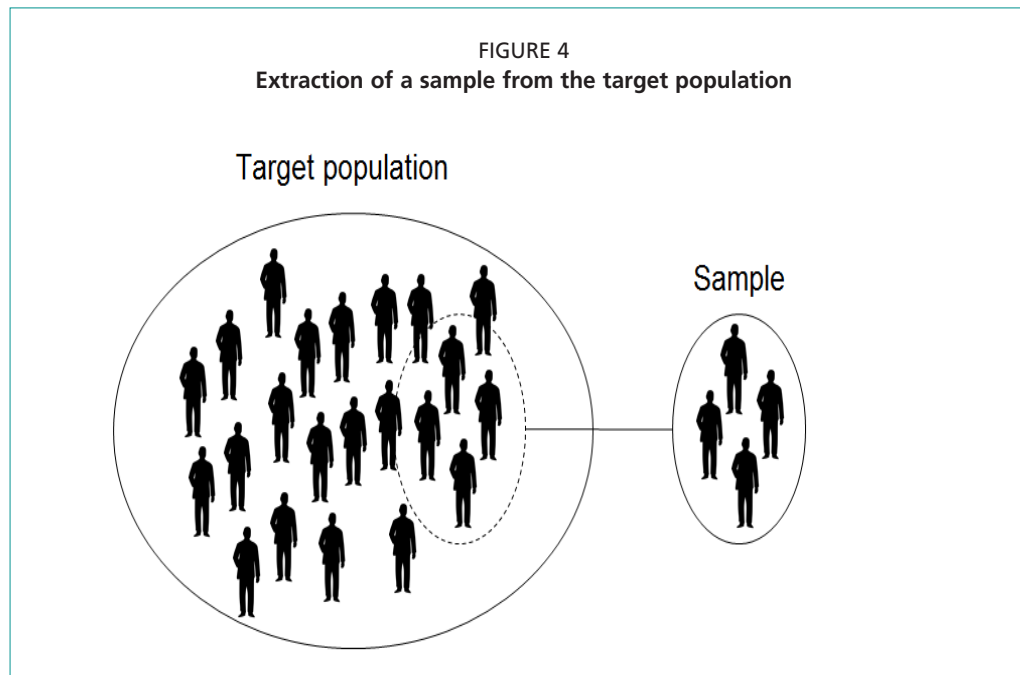 FIGURE 4
Extraction of a sample from the target population
Target population
Sample